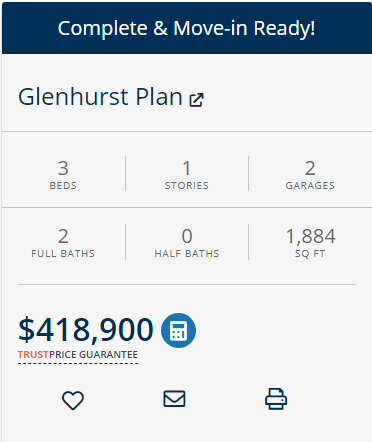 Complete & Move-in Ready!
Glenhurst Plan
3 1 2
BEDS STORIES GARAGES
2 0 1,884
FULL BATHS HALF BATHS SQ FT
$418,900
TRUSTPRICE GUARANTEE